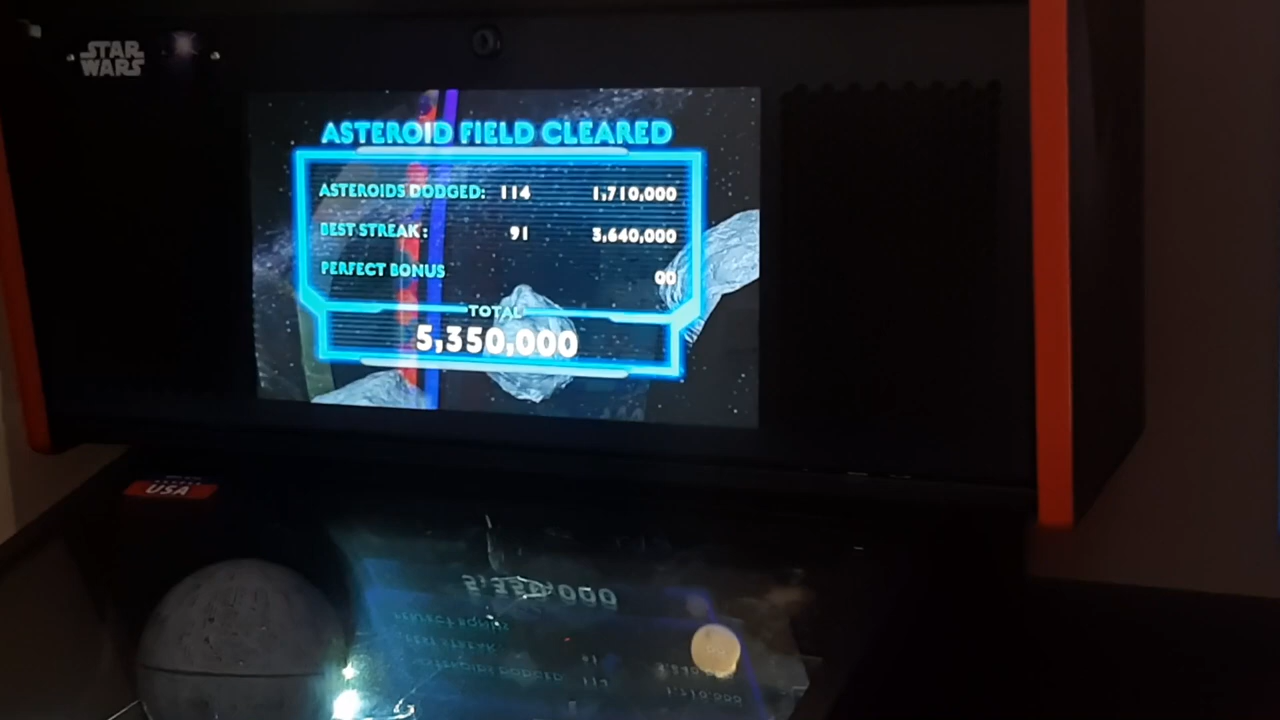 STAR
WARS
ASTEROID FIELD CLEARED
ASTEROIDS DODGED: 114 1,710,000
BEST STREAK: 91 3,640,000
PERFECT BONUS 00
TOTAL
5,350,000
USA